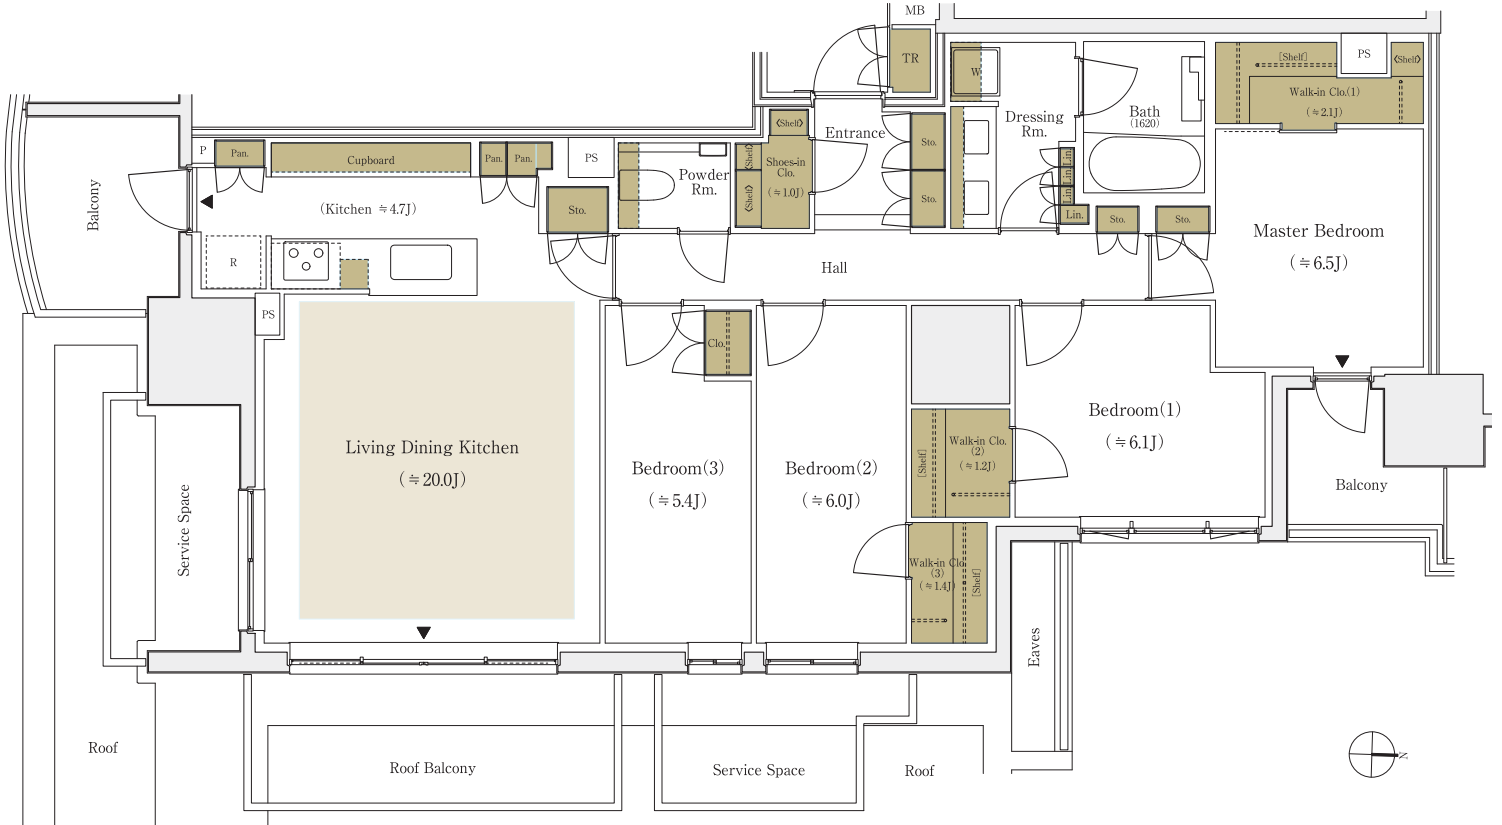 MB
TR
W
[Shelf]
PS
〈Shelf〉
Walk-in Clo.(1)
(≒2.1J)
Bath
(1620)
Dressing
Rm.
Entrance
〈Shelf〉
Sto.
Sto.
P
Pan.
Cupboard
Pan.
Pan.
PS
Powder
Rm.
〈Shelf〉
〈Shelf〉
Shoes-in
Clo.
(≒1.0J)
Lin.
Lin.
Lin.
Lin.
Sto.
Sto.
Sto.
Balcony
(Kitchen ≒4.7J)
R
Hall
Master Bedroom
(≒6.5J)
PS
Clo.
Living Dining Kitchen
(≒20.0J)
Bedroom(3)
(≒5.4J)
Bedroom(2)
(≒6.0J)
[Shelf]
Walk-in Clo.
(2)
(≒1.2J)
Bedroom(1)
(≒6.1J)
Balcony
Service Space
Walk-in Clo.
(3)
(≒1.4J)
[Shelf]
Eaves
Roof
Roof Balcony
Service Space
Roof
N